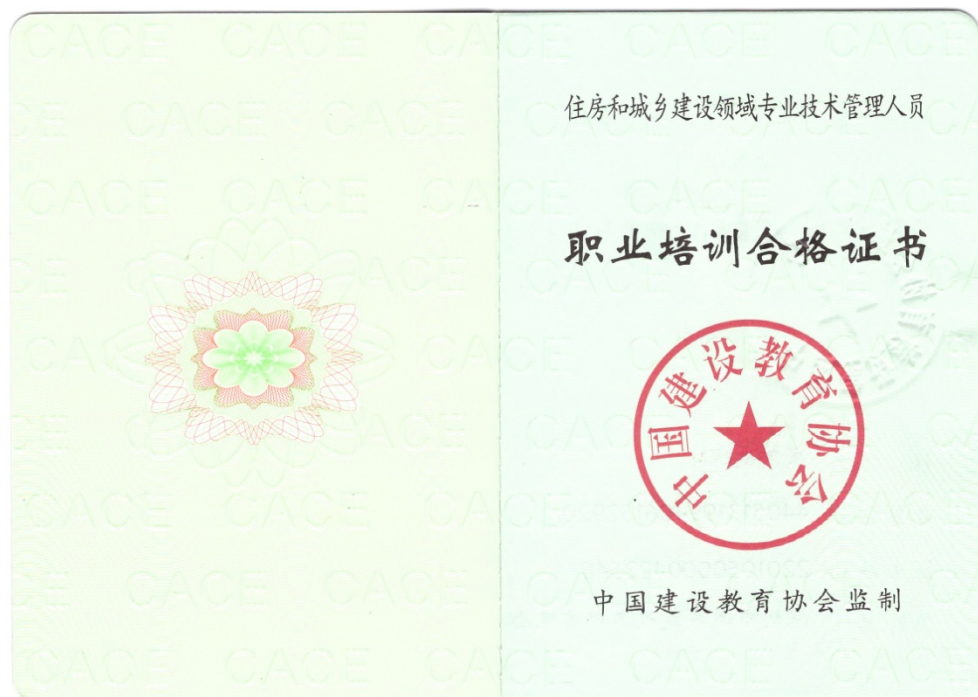 住房和城乡建设领域专业技术管理人员
职业培训合格证书
中国建设教育协会
中国建设教育协会监制
CACE